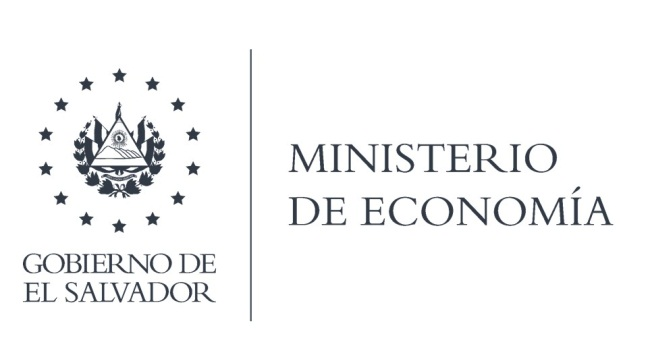 GOBIERNO DE
EL SALVADOR
MINISTERIO
DE ECONOMÍA